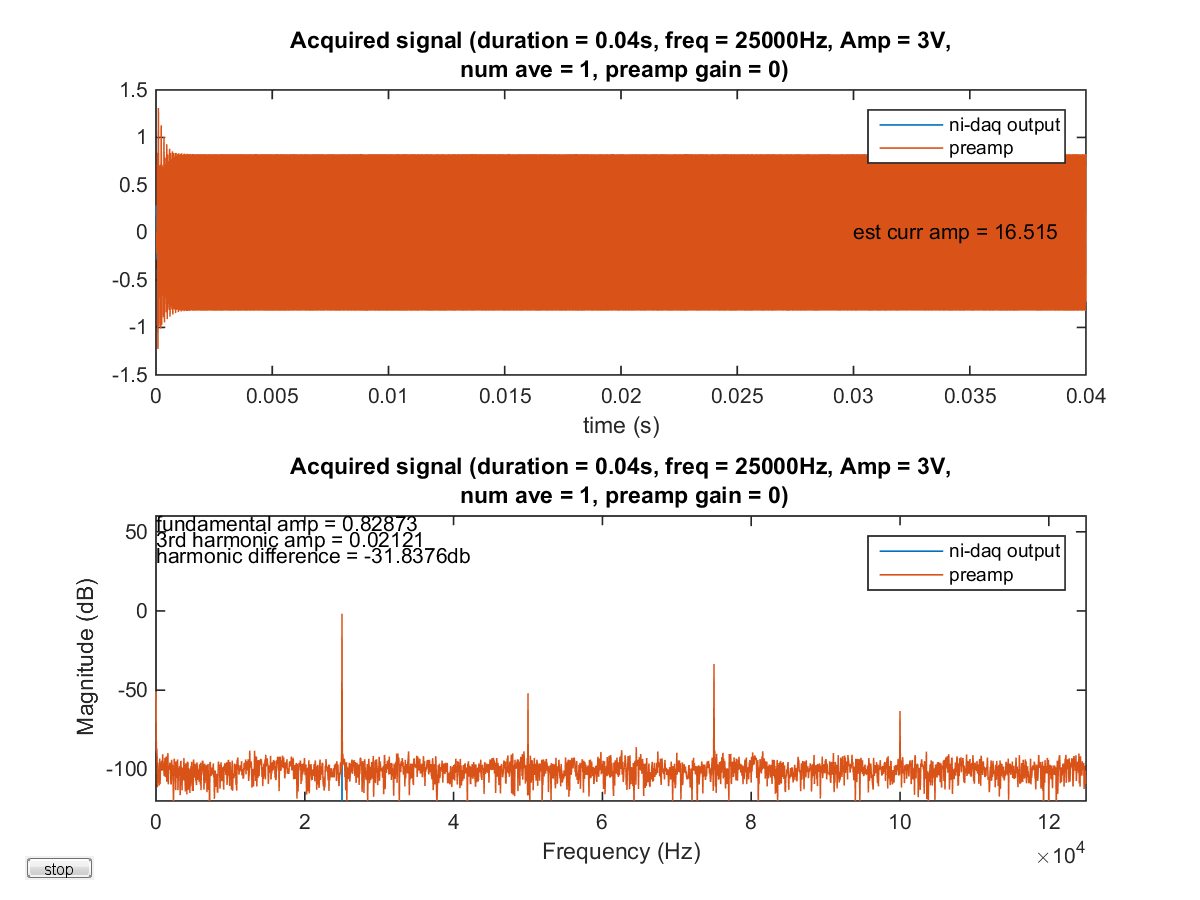 Acquired signal (duration = 0.04s, freq = 25000Hz, Amp = 3V,
num ave = 1, preamp gain = 0)
1.5
1
0.5
0
-0.5
-1
-1.5
ni-daq output
preamp
est curr amp = 16.515
0 0.005 0.01 0.015 0.02 0.025 0.03 0.035 0.04
time (s)
Acquired signal (duration = 0.04s, freq = 25000Hz, Amp = 3V,
num ave = 1, preamp gain = 0)
fundamental amp = 0.82873
3rd harmonic amp = 0.02121
harmonic difference = -31.8376db
ni-daq output
preamp
Magnitude (dB)
50
0
-50
-100
0 2 4 6 8 10 12
Frequency (Hz)
×10^4
stop